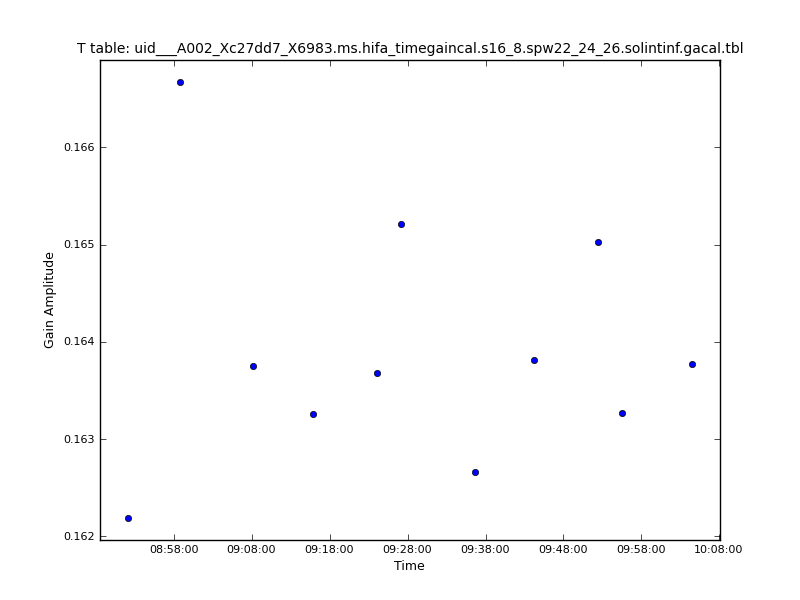 T table: uid___A002_Xc27dd7_X6983.ms.hifa_timegaincal.s16_8.spw22_24_26.solintinf.gacal.tbl
0.166
0.165
0.164
0.163
0.162
Gain Amplitude
08:58:00 09:08:00 09:18:00 09:28:00 09:38:00 09:48:00 09:58:00 10:08:00
Time